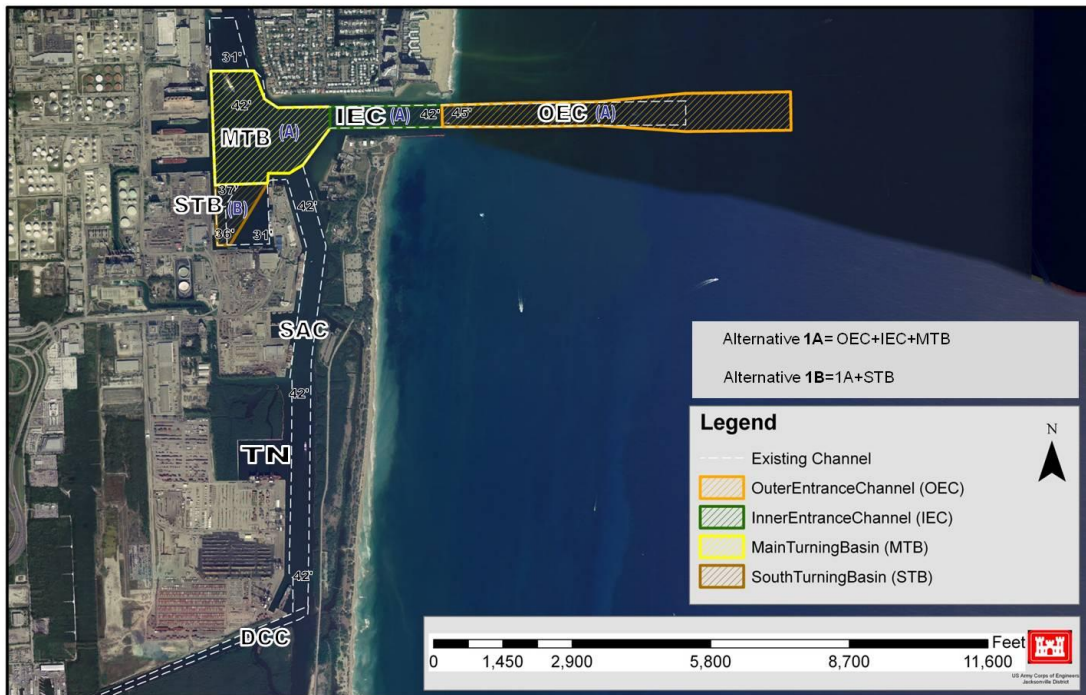 31'
42'
MTB (A)
IEC (A)
42'
45'
OEC (A)
37'
STB (B)
36'
31'
42'
SAC
42'
TN
42'
DCC
Alternative 1A= OEC+IEC+MTB
Alternative 1B=1A+STB
Legend
N
Existing Channel
OuterEntranceChannel (OEC)
InnerEntranceChannel (IEC)
MainTurningBasin (MTB)
SouthTurningBasin (STB)
Feet
0 1,450 2,900 5,800 8,700 11,600
US Army Corps of Engineers
Jacksonville District